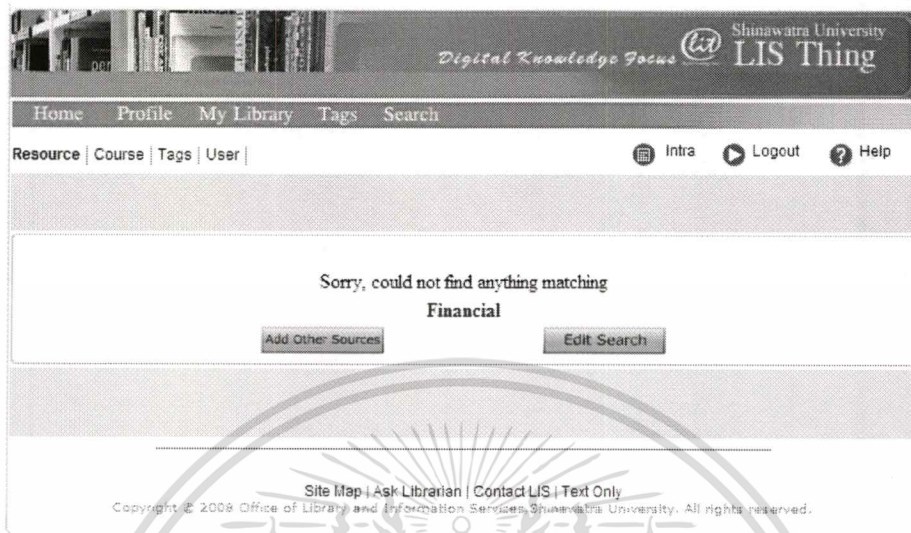 Shinawatra University
Digital Knowledge Focus lit LIS Thing
Home Profile My Library Tags Search
Resource | Course | Tags | User |
Intra Logout Help
Sorry, could not find anything matching
Financial
Add Other Sources Edit Search
Site Map | Ask Librarian | Contact LIS | Text Only
Copyright @ 2008 Office of Library and Information Services,Shinawatra University. All rights reserved.